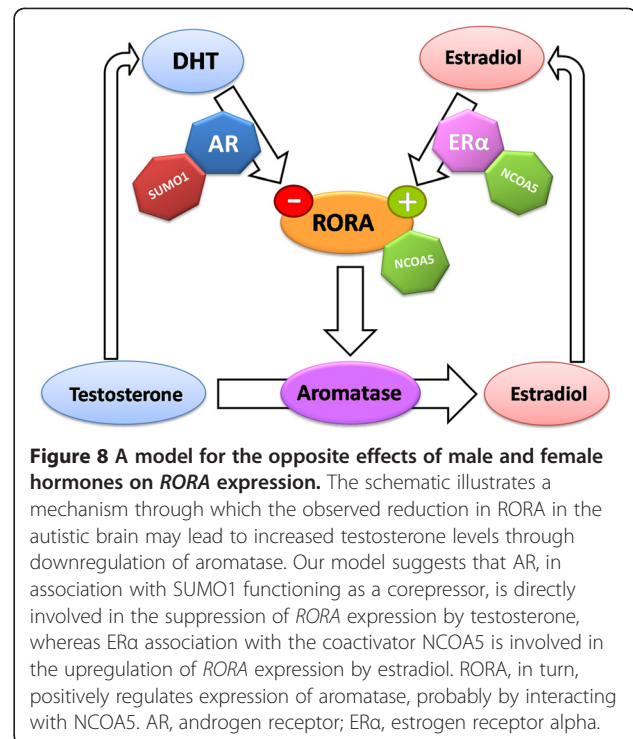 DHT
Estradiol
AR
ERα
SUMO1
NCOA5
−
+
RORA
NCOA5
Testosterone
Aromatase
Estradiol
Figure 8 A model for the opposite effects of male and female
hormones on RORA expression. The schematic illustrates a
mechanism through which the observed reduction in RORA in the
autistic brain may lead to increased testosterone levels through
downregulation of aromatase. Our model suggests that AR, in
association with SUMO1 functioning as a corepressor, is directly
involved in the suppression of RORA expression by testosterone,
whereas ERα association with the coactivator NCOA5 is involved in
the upregulation of RORA expression by estradiol. RORA, in turn,
positively regulates expression of aromatase, probably by interacting
with NCOA5. AR, androgen receptor; ERα, estrogen receptor alpha.